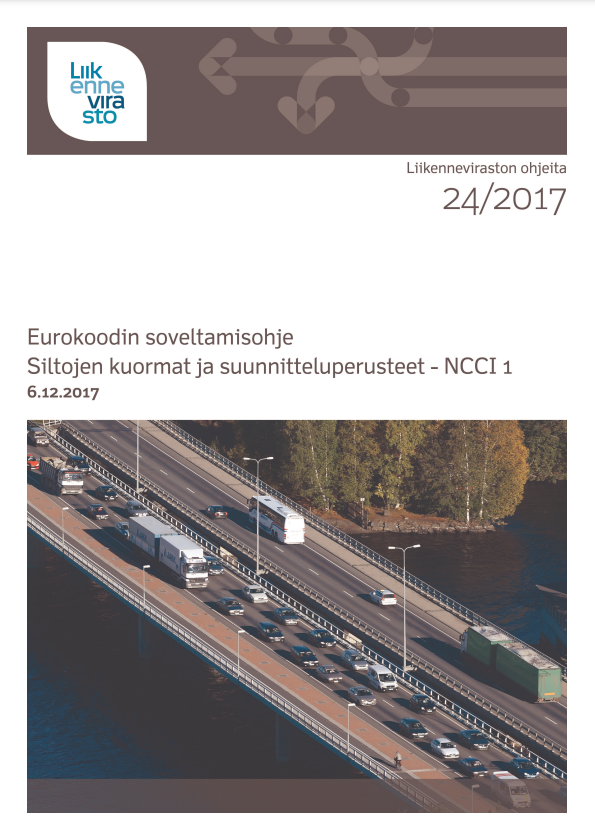 Liik
enne
vira
sto
Liikenneviraston ohjeita
24/2017
Eurokoodin soveltamisohje
Siltojen kuormat ja suunnitteluperusteet - NCCI 1
6.12.2017